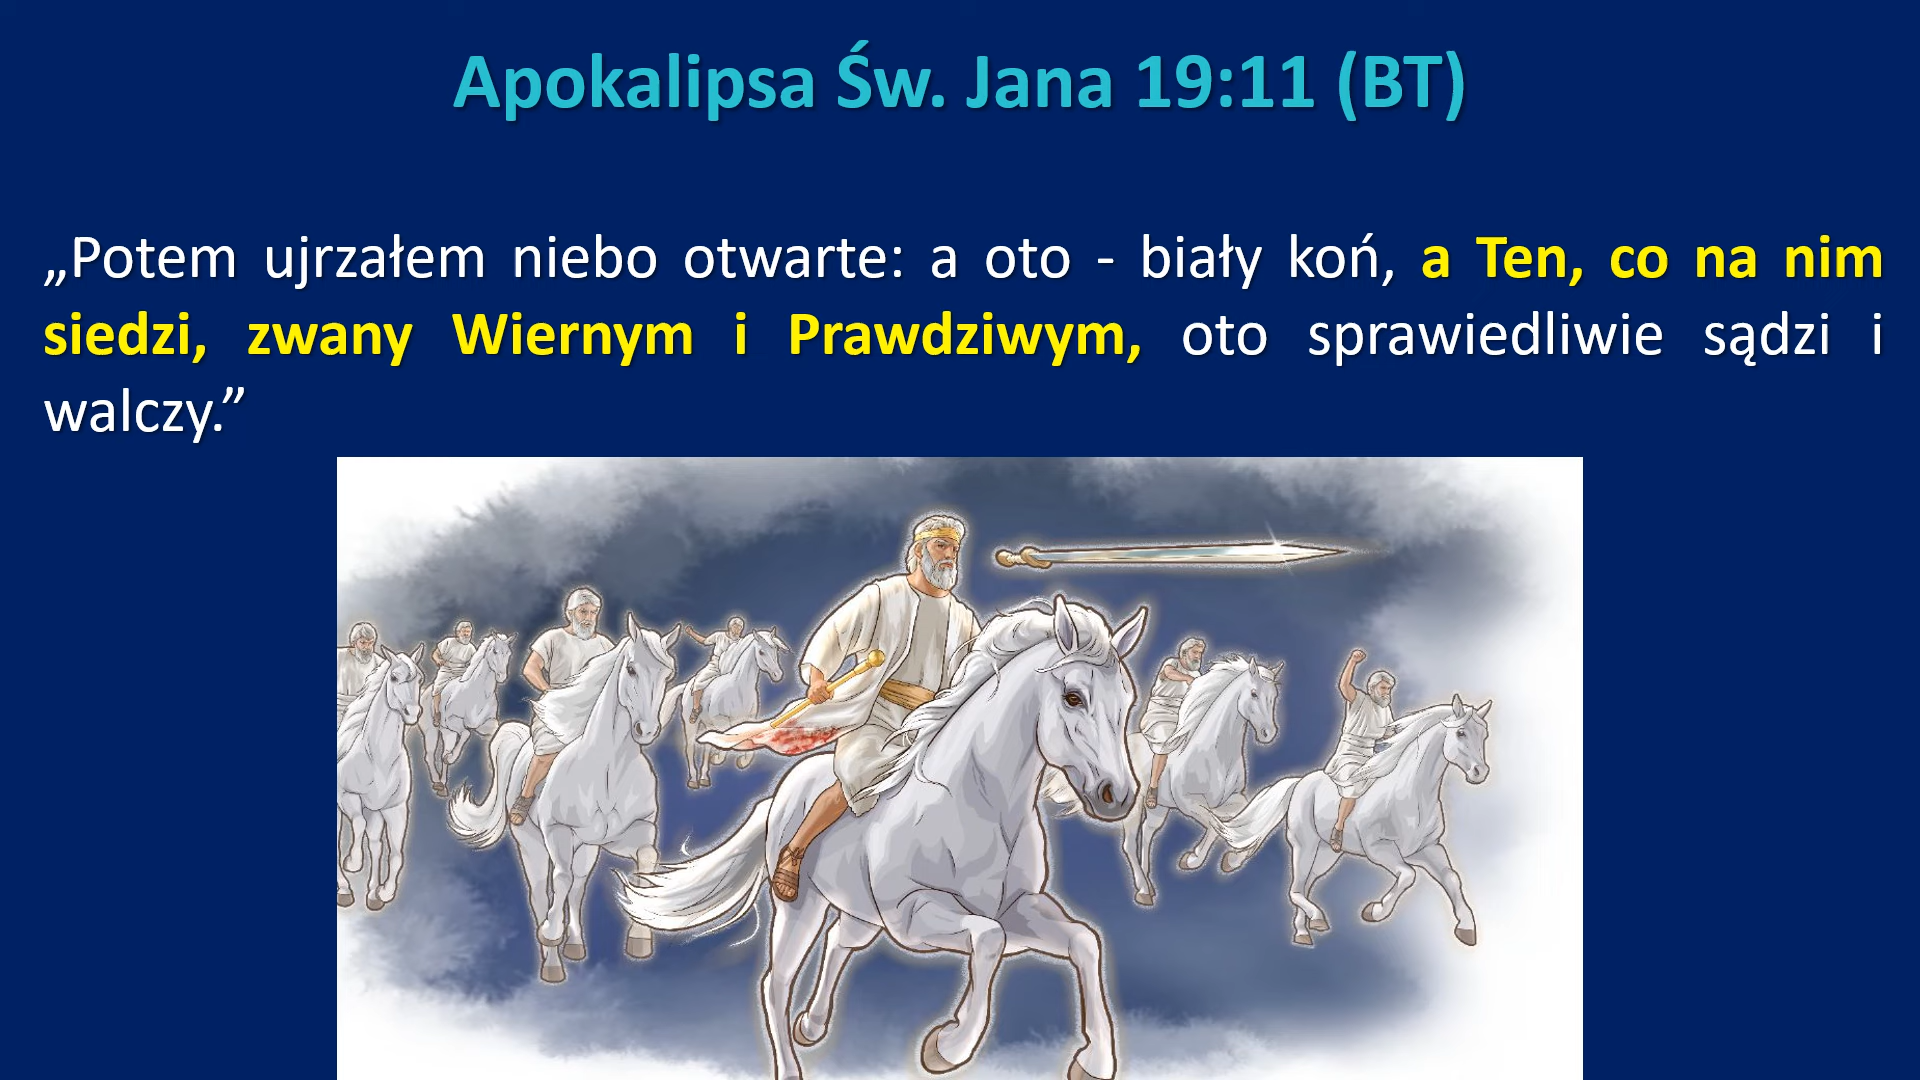 Apokalipsa Św. Jana 19:11 (BT)
„Potem ujrzałem niebo otwarte: a oto - biały koń, a Ten, co na nim
siedzi, zwany Wiernym i Prawdziwym, oto sprawiedliwie sądzi i
walczy.”